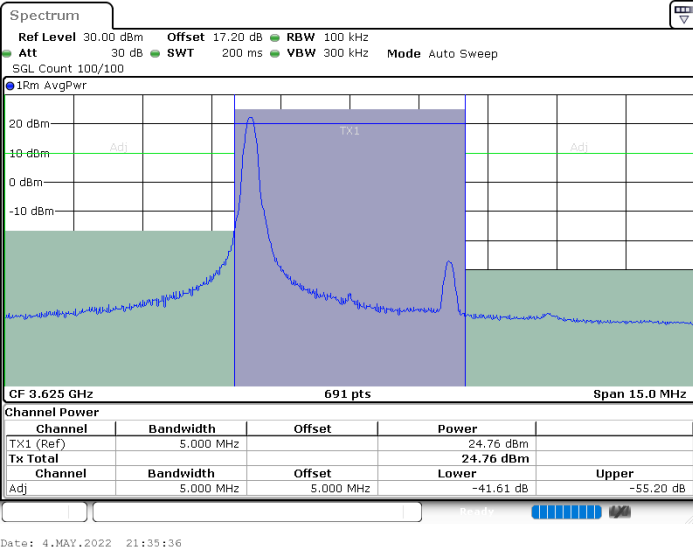 Spectrum
Ref Level 30.00 dBm Offset 17.20 dB RBW 100 kHz
Att 30 dB SWT 200 ms VBW 300 kHz Mode Auto Sweep
SGL Count 100/100
1Rm AvgPwr
20 dBm
TX1
10 dBm
Adj Adj
0 dBm
-10 dBm
CF 3.625 GHz 691 pts Span 15.0 MHz
Channel Power
Channel Bandwidth Offset Power
TX1 (Ref) 5.000 MHz 24.76 dBm
Tx Total 24.76 dBm
Channel Bandwidth Offset Lower Upper
Adj 5.000 MHz 5.000 MHz -41.61 dB -55.20 dB
Ready
Date: 4.MAY.2022 21:35:36